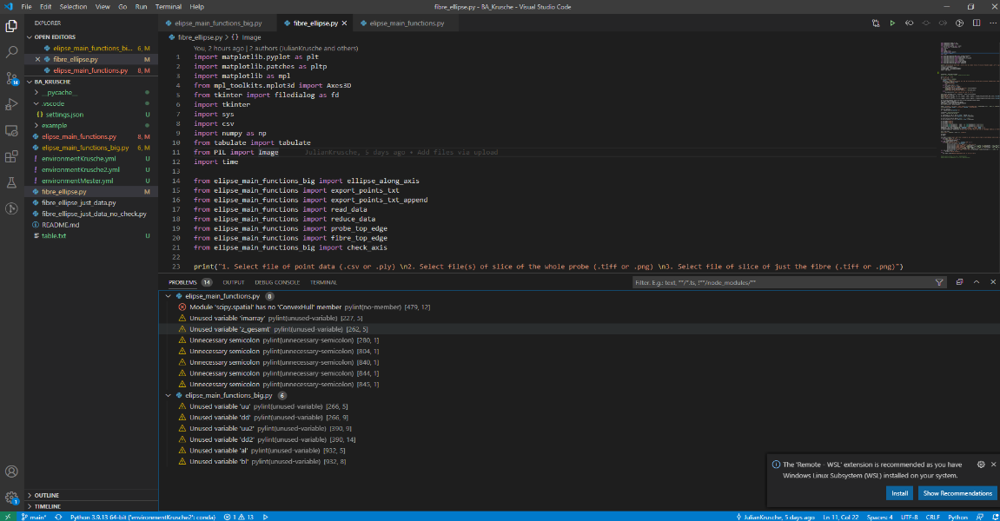 File Edit Selection View Go Run Terminal Help fibre_ellipse.py - BA_Krusche - Visual Studio Code
EXPLORER
OPEN EDITORS
elipse_main_functions_bi... 6, M
fibre_ellipse.py M
elipse_main_functions.py 8, M
BA_KRUSCHE
__pycache__
.vscode
settings.json U
example
elipse_main_functions.py 8, M
elipse_main_functions_big.py 6, M
environmentKrusche.yml U
environmentKrusche2.yml U
environmentMester.yml U
fibre_ellipse.py M
fibre_ellipse_just_data.py
fibre_ellipse_just_data_no_check.py
README.md
table.txt U
OUTLINE
TIMELINE
elipse_main_functions_big.py fibre_ellipse.py elipse_main_functions.py
fibre_ellipse.py > {} Image
You, 2 hours ago | 2 authors (JulianKrusche and others)
1 import matplotlib.pyplot as plt
2 import matplotlib.patches as pltp
3 import matplotlib as mpl
4 from mpl_toolkits.mplot3d import Axes3D
5 from tkinter import filedialog as fd
6 import tkinter
7 import sys
8 import csv
9 import numpy as np
10 from tabulate import tabulate
11 from PIL import Image JulianKrusche, 5 days ago • Add files via upload
12 import time
13
14 from elipse_main_functions_big import ellipse_along_axis
15 from elipse_main_functions import export_points_txt
16 from elipse_main_functions import export_points_txt_append
17 from elipse_main_functions import read_data
18 from elipse_main_functions import reduce_data
19 from elipse_main_functions import probe_top_edge
20 from elipse_main_functions import fibre_top_edge
21 from elipse_main_functions_big import check_axis
22
23 print("1. Select file of point data (.csv or .ply) \n2. Select file(s) of slice of the whole probe (.tiff or .png) \n3. Select file of slice of just the fibre (.tiff or .png)")
PROBLEMS 14 OUTPUT DEBUG CONSOLE TERMINAL Filter. E.g.: text, **/*.ts, !**/node_modules/**
elipse_main_functions.py 8
Module 'scipy.spatial' has no 'ConvexHull' member pylint(no-member) [479, 12]
Unused variable 'imarray' pylint(unused-variable) [227, 5]
Unused variable 'z_gesamt' pylint(unused-variable) [262, 5]
Unnecessary semicolon pylint(unnecessary-semicolon) [280, 1]
Unnecessary semicolon pylint(unnecessary-semicolon) [804, 1]
Unnecessary semicolon pylint(unnecessary-semicolon) [840, 1]
Unnecessary semicolon pylint(unnecessary-semicolon) [844, 1]
Unnecessary semicolon pylint(unnecessary-semicolon) [845, 1]
elipse_main_functions_big.py 6
Unused variable 'uu' pylint(unused-variable) [266, 5]
Unused variable 'dd' pylint(unused-variable) [266, 9]
Unused variable 'uu2' pylint(unused-variable) [390, 9]
Unused variable 'dd2' pylint(unused-variable) [390, 14]
Unused variable 'al' pylint(unused-variable) [932, 5]
Unused variable 'bl' pylint(unused-variable) [932, 8]
The 'Remote - WSL' extension is recommended as you have
Windows Linux Subsystem (WSL) installed on your system.
Install Show Recommendations
main* Python 3.9.13 64-bit ('environmentKrusche2': conda) 1 13 JulianKrusche, 5 days ago Ln 11, Col 22 Spaces: 4 UTF-8 CRLF Python